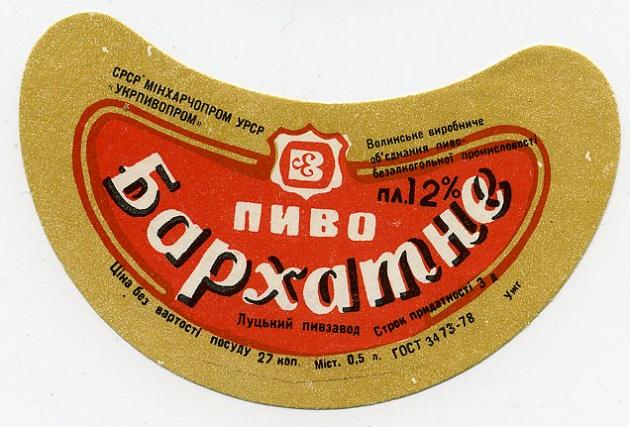 СРСР МІНХАРЧОПРОМ УРСР
"УКРПИВОПРОМ"
Волинське виробниче
об'єднання пиво-
безалкогольної промисловості
пл.12%
ПИВО
Бархатне
Луцький пивзавод Строк придатності 3 д
Ціна без вартості посуду 27 коп. Міст. 0,5 л. ГОСТ 3473-78 Ужг